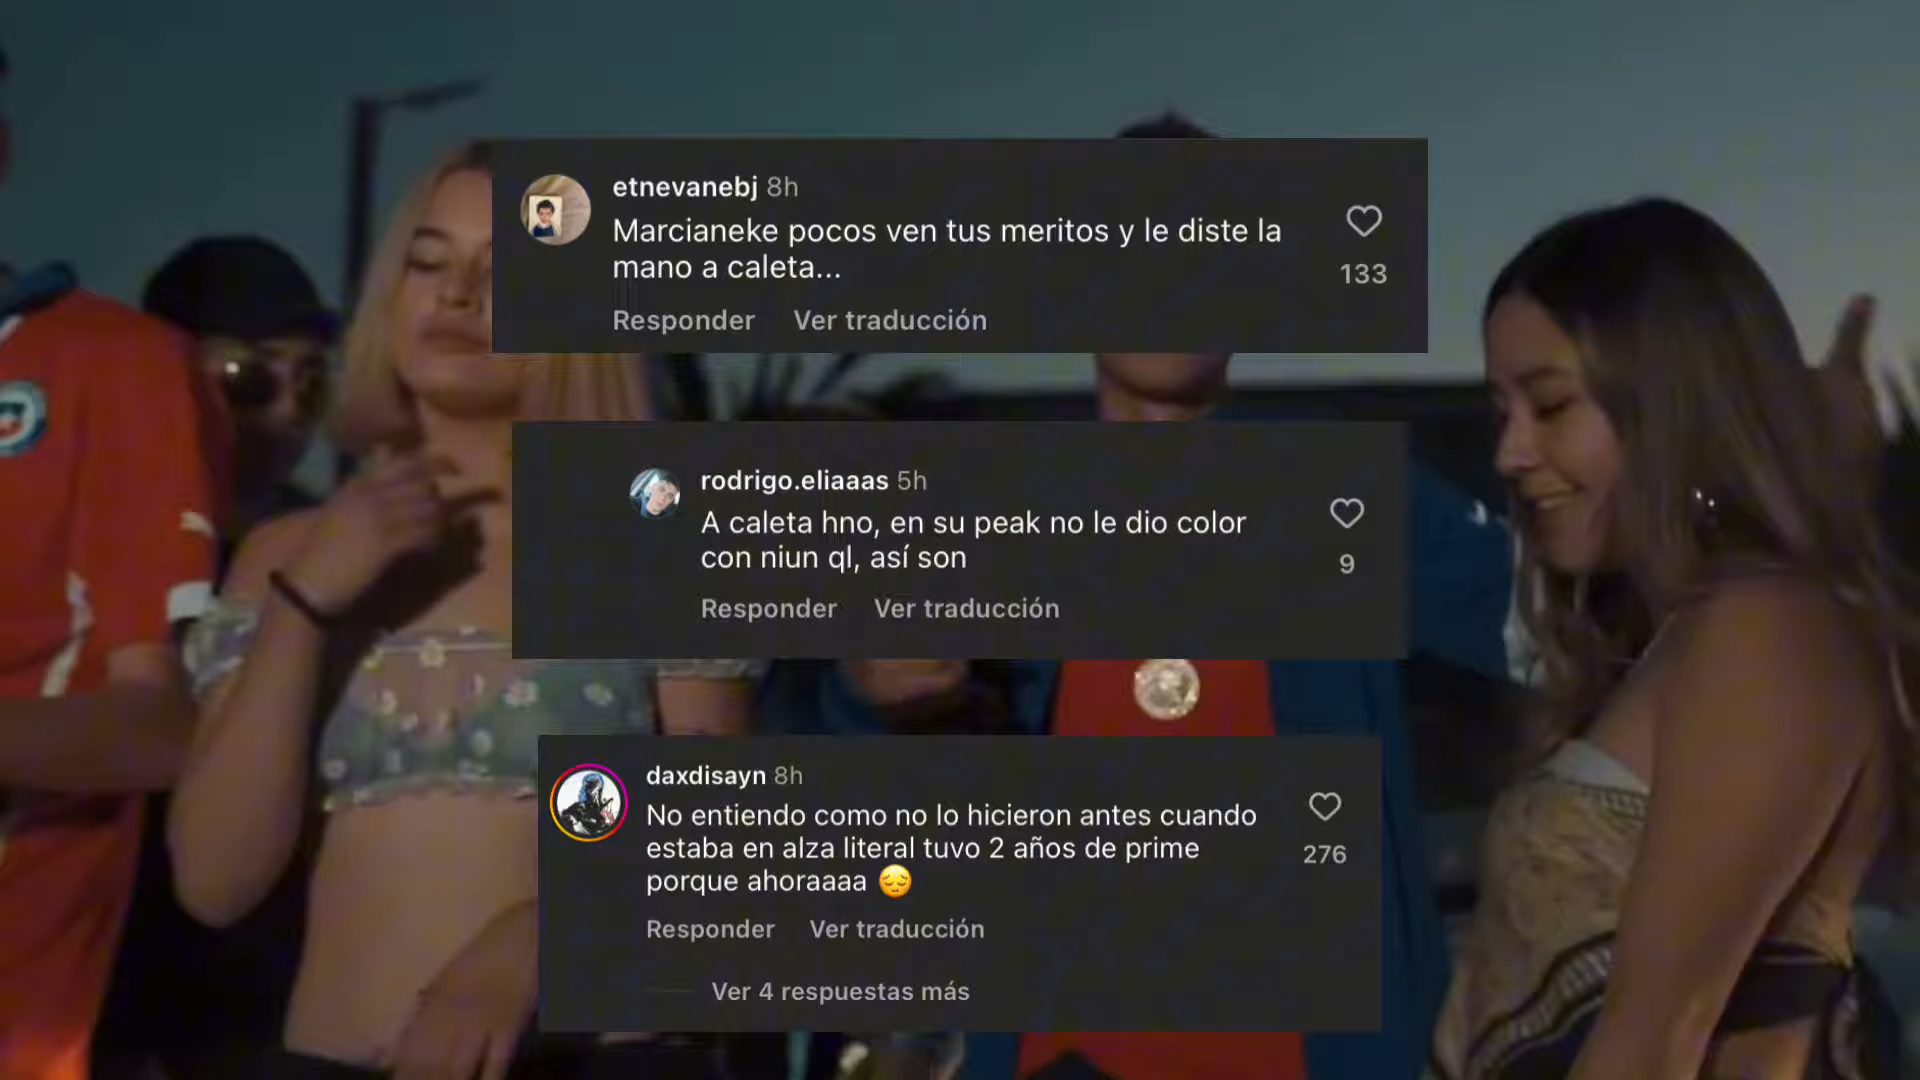 etnevanebj 8h
Marcianeke pocos ven tus meritos y le diste la
mano a caleta...
133
Responder Ver traducción
rodrigo.eliaaas 5h
A caleta hno, en su peak no le dio color
con niun ql, así son
9
Responder Ver traducción
daxdisayn 8h
No entiendo como no lo hicieron antes cuando
estaba en alza literal tuvo 2 años de prime
porque ahoraaaa 😔
276
Responder Ver traducción
Ver 4 respuestas más